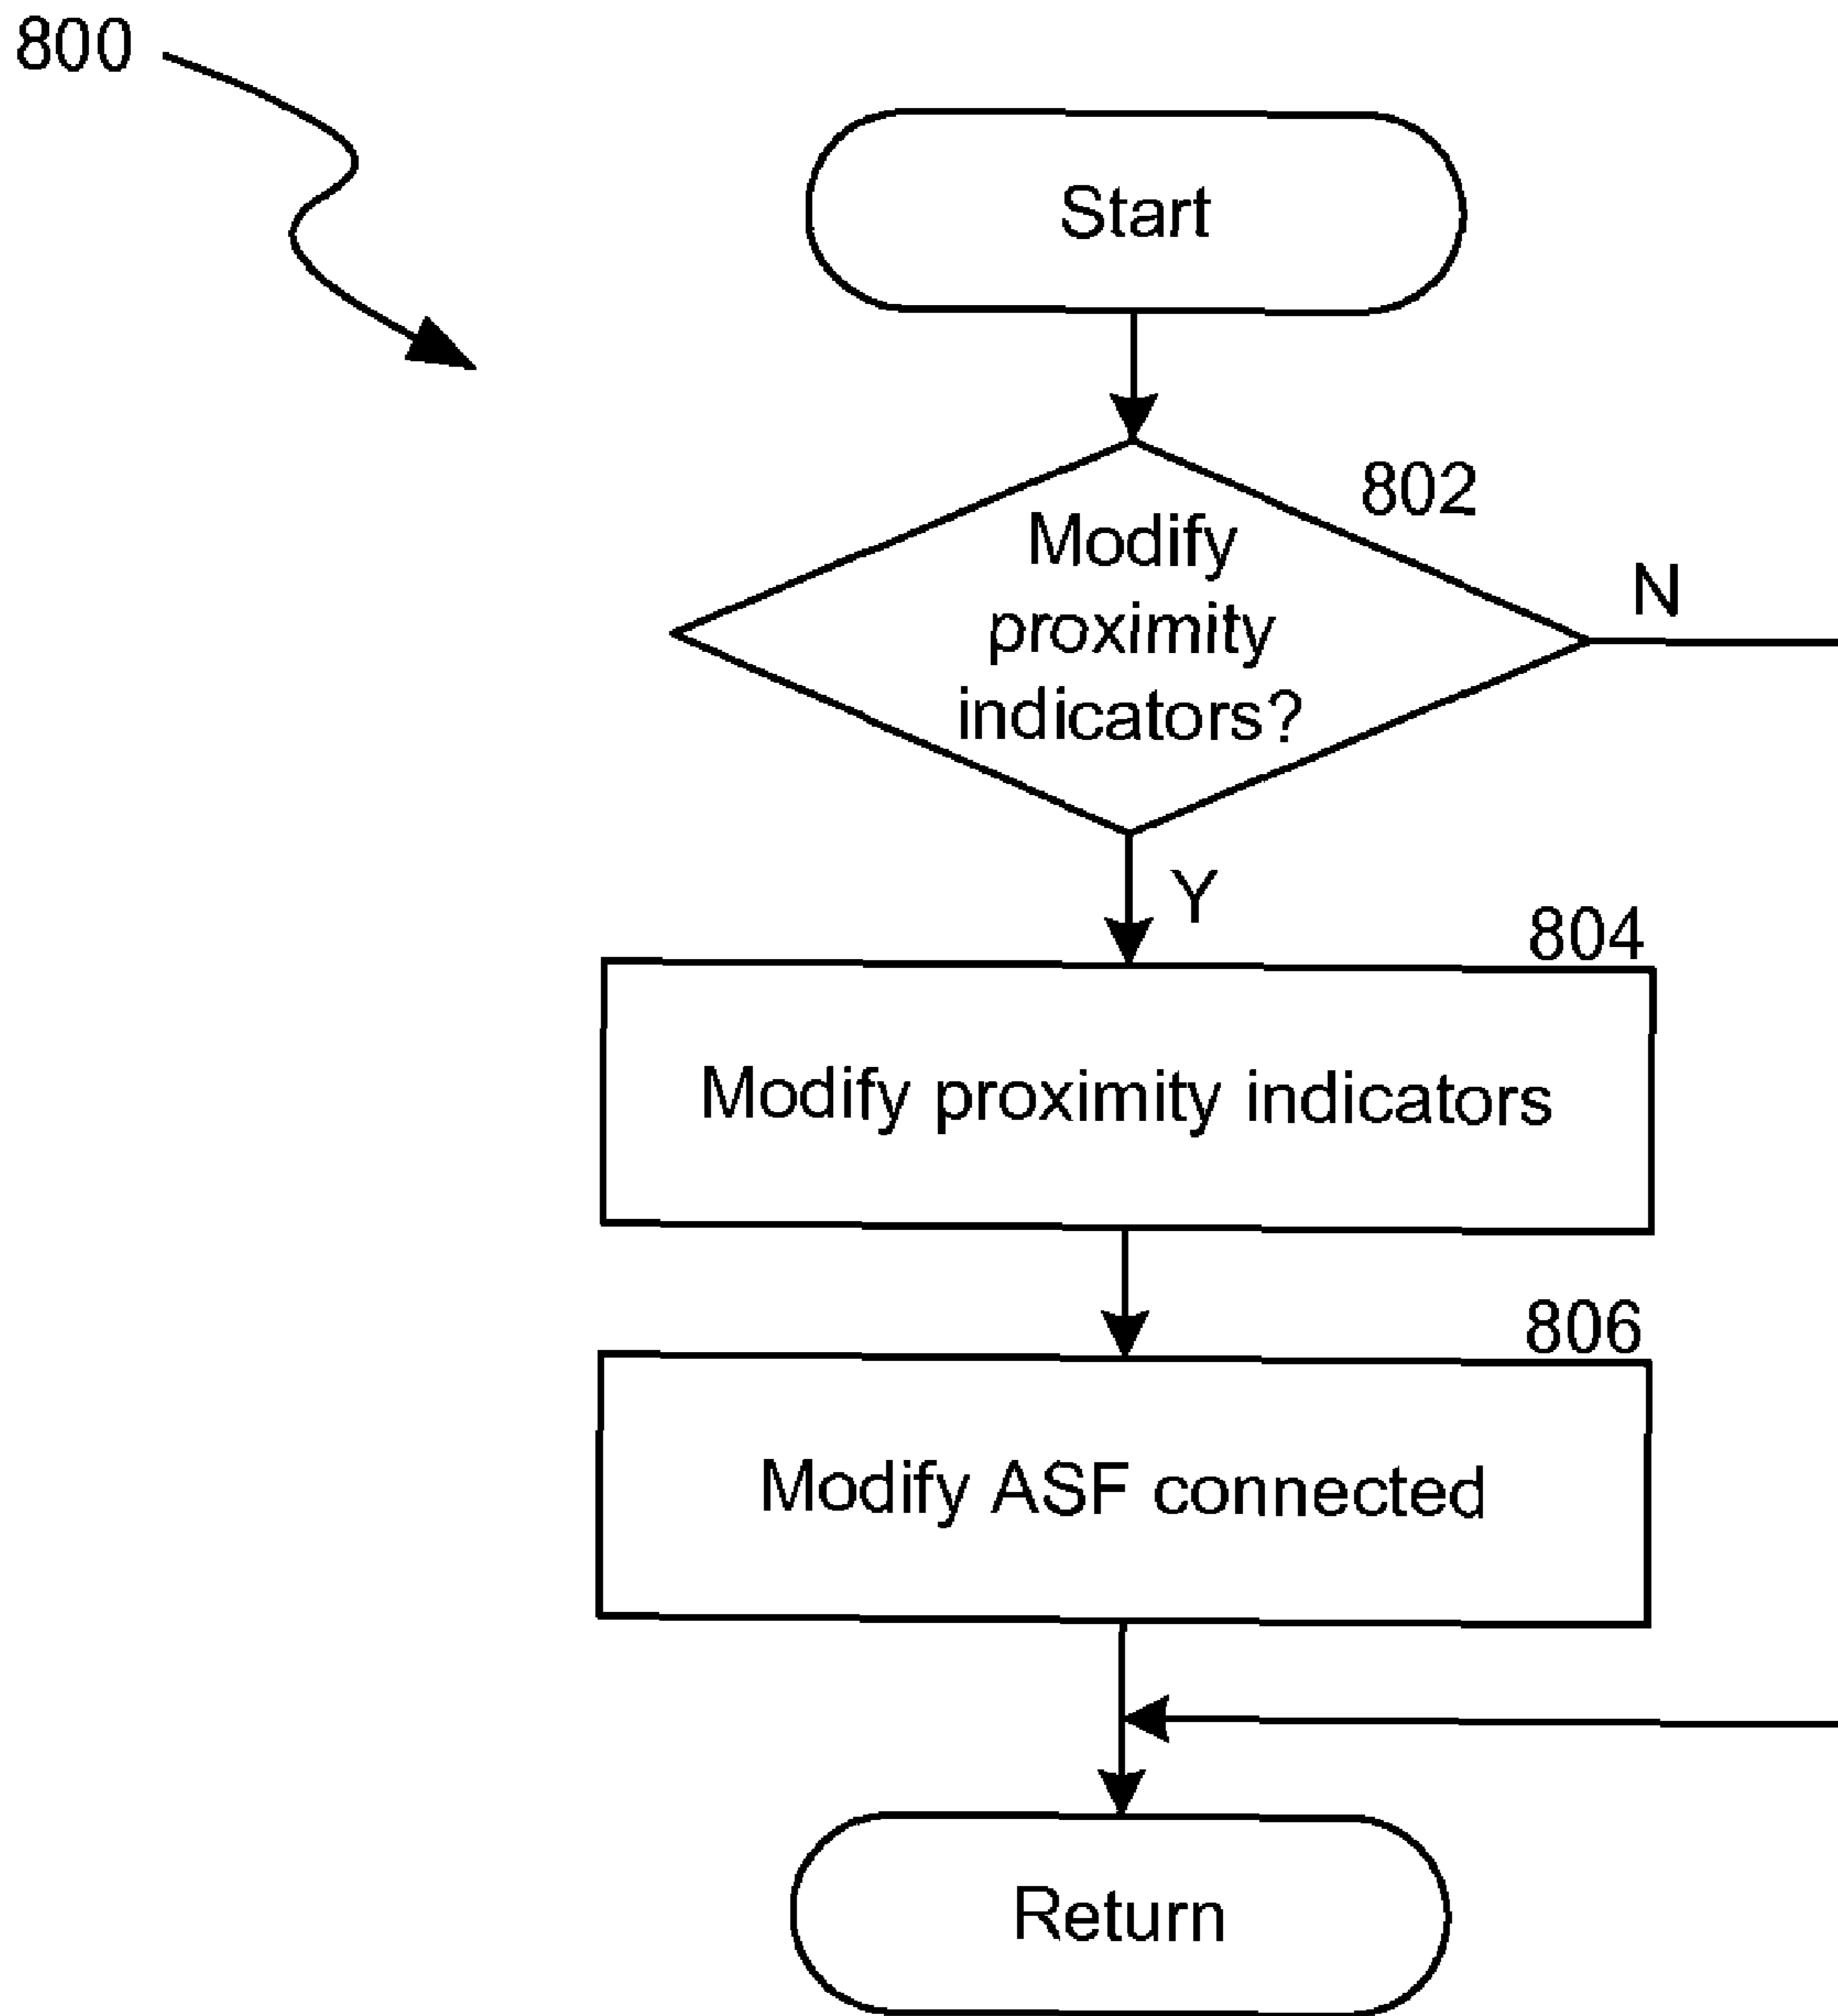 800
Start
802
Modify
proximity
indicators?
N
Y
804
Modify proximity indicators
806
Modify ASF connected
Return